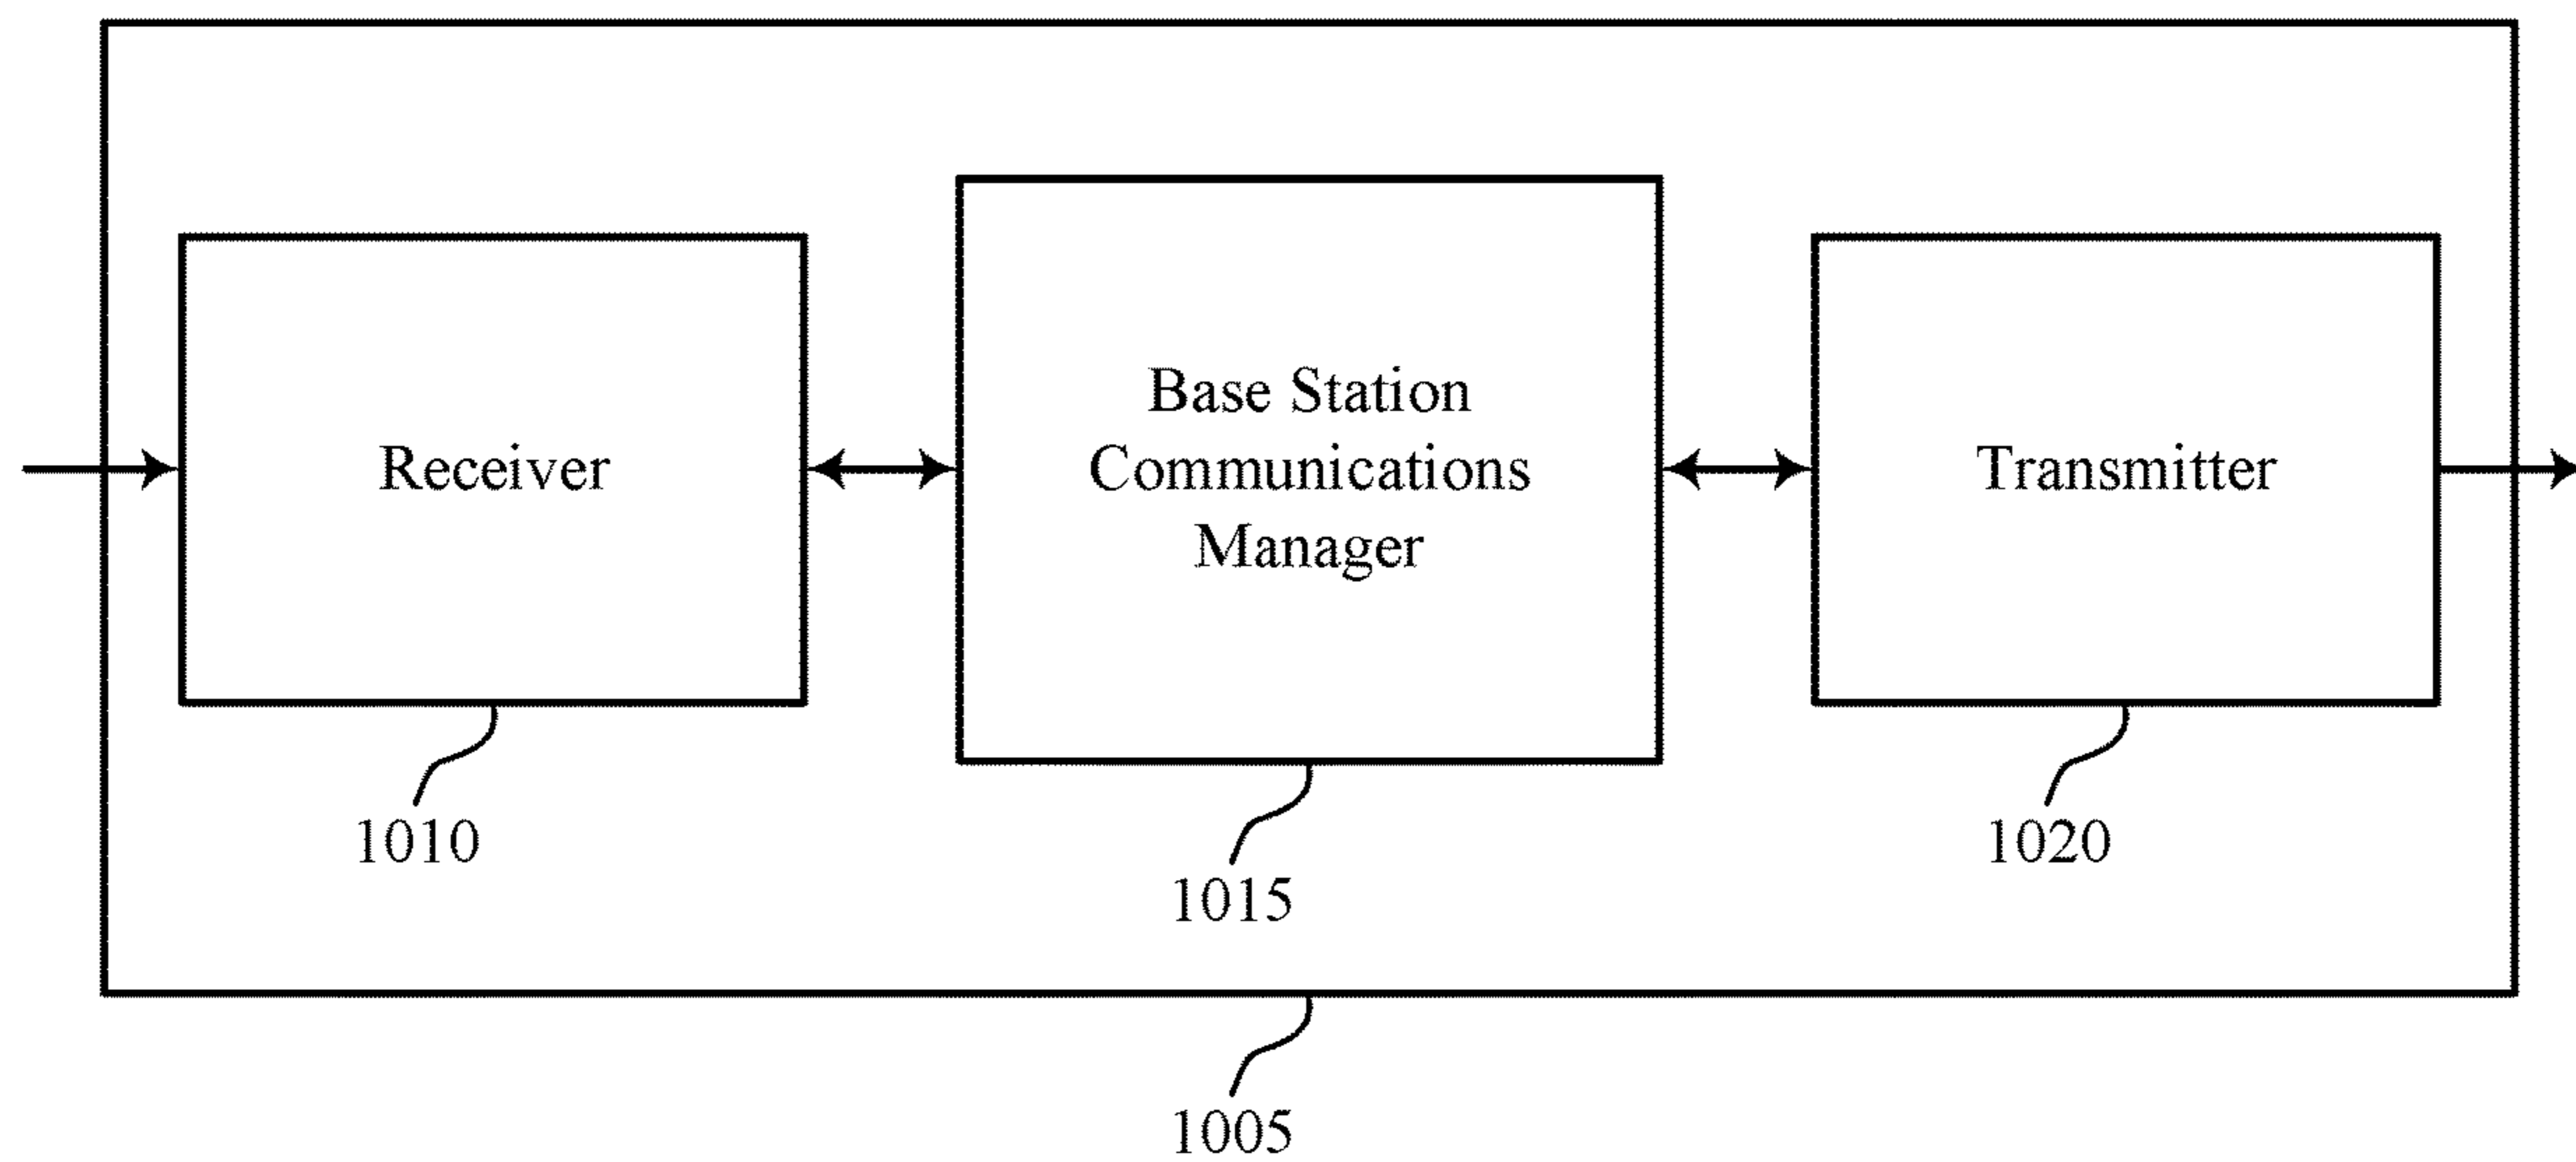 Receiver
Base Station
Communications
Manager
Transmitter
1010
1015
1020
1005